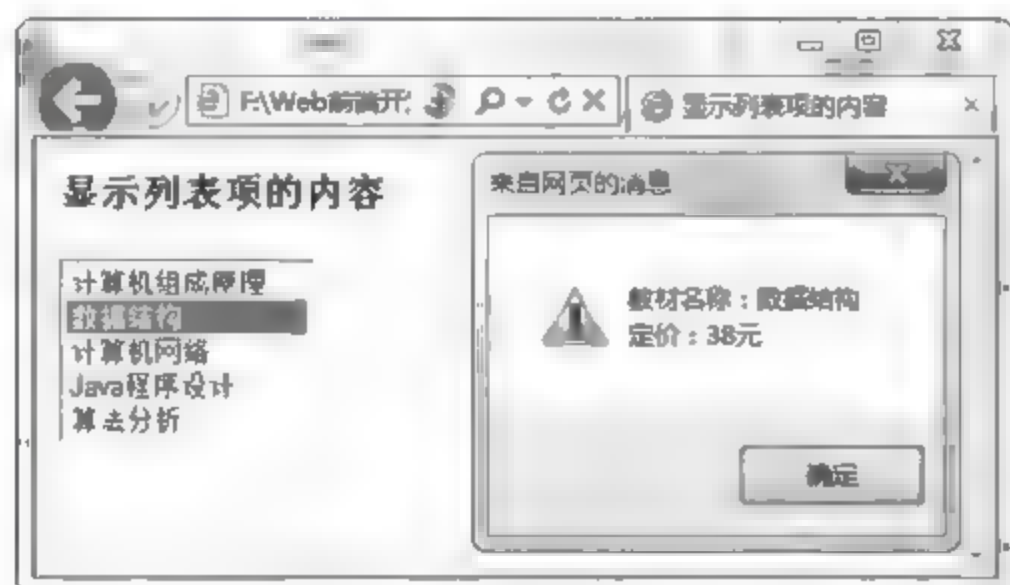 F:\Web前端开
显示列表项的内容
显示列表项的内容
计算机组成原理
数据结构
计算机网络
Java程序设计
算法分析
来自网页的消息
教材名称：数据结构
定价：38元
确定